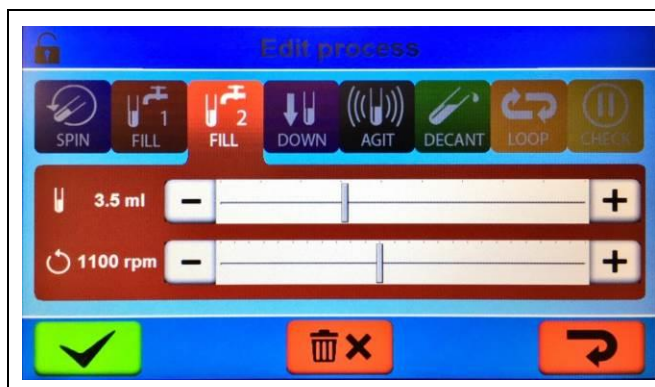 Edit process
SPIN
1
FILL
2
FILL
DOWN
AGIT
DECANT
LOOP
CHECK
3.5 ml
1100 rpm